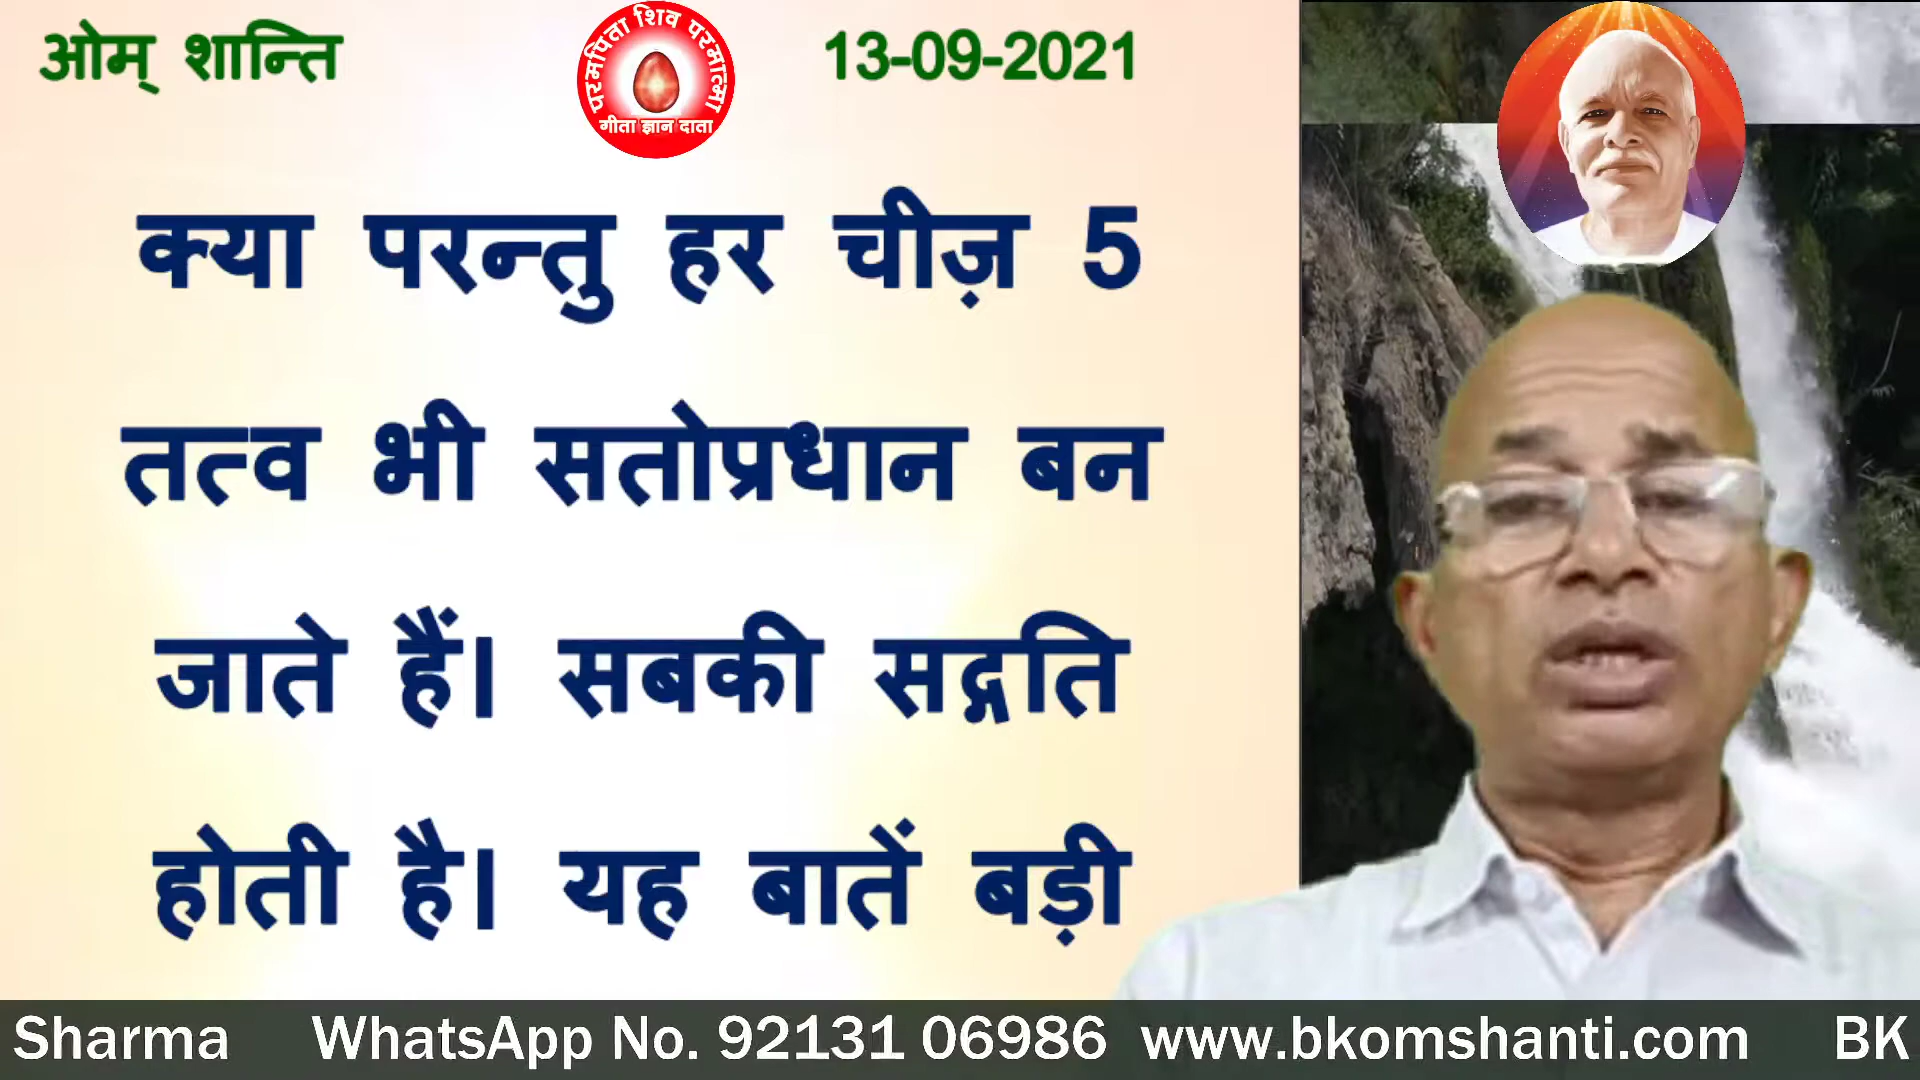 ओम् शान्ति
परमपिता शिव परमात्मा
गीता ज्ञान दाता
13-09-2021
क्या परन्तु हर चीज़ 5
तत्व भी सतोप्रधान बन
जाते हैं। सबकी सद्गति
होती है। यह बातें बड़ी
Sharma WhatsApp No. 92131 06986 www.bkomshanti.com BK